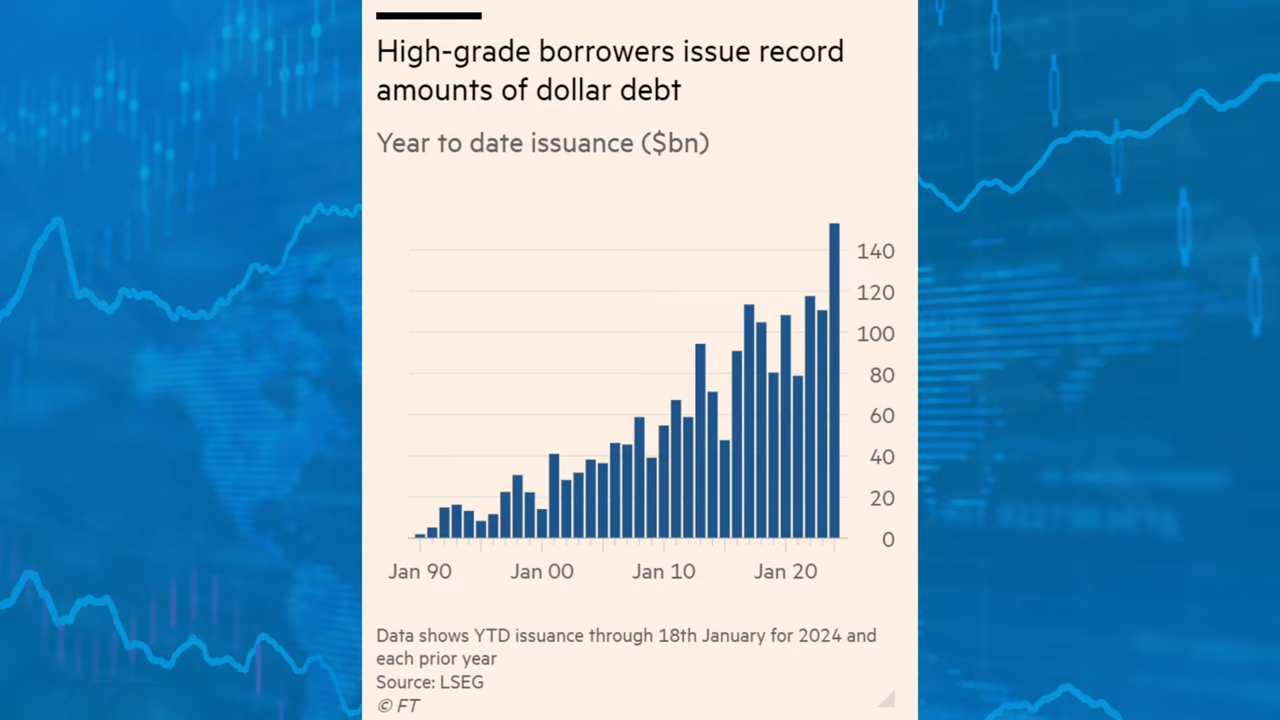 High-grade borrowers issue record
amounts of dollar debt
Year to date issuance ($bn)
140
120
100
80
60
40
20
0
Jan 90 Jan 00 Jan 10 Jan 20
Data shows YTD issuance through 18th January for 2024 and
each prior year
Source: LSEG
© FT